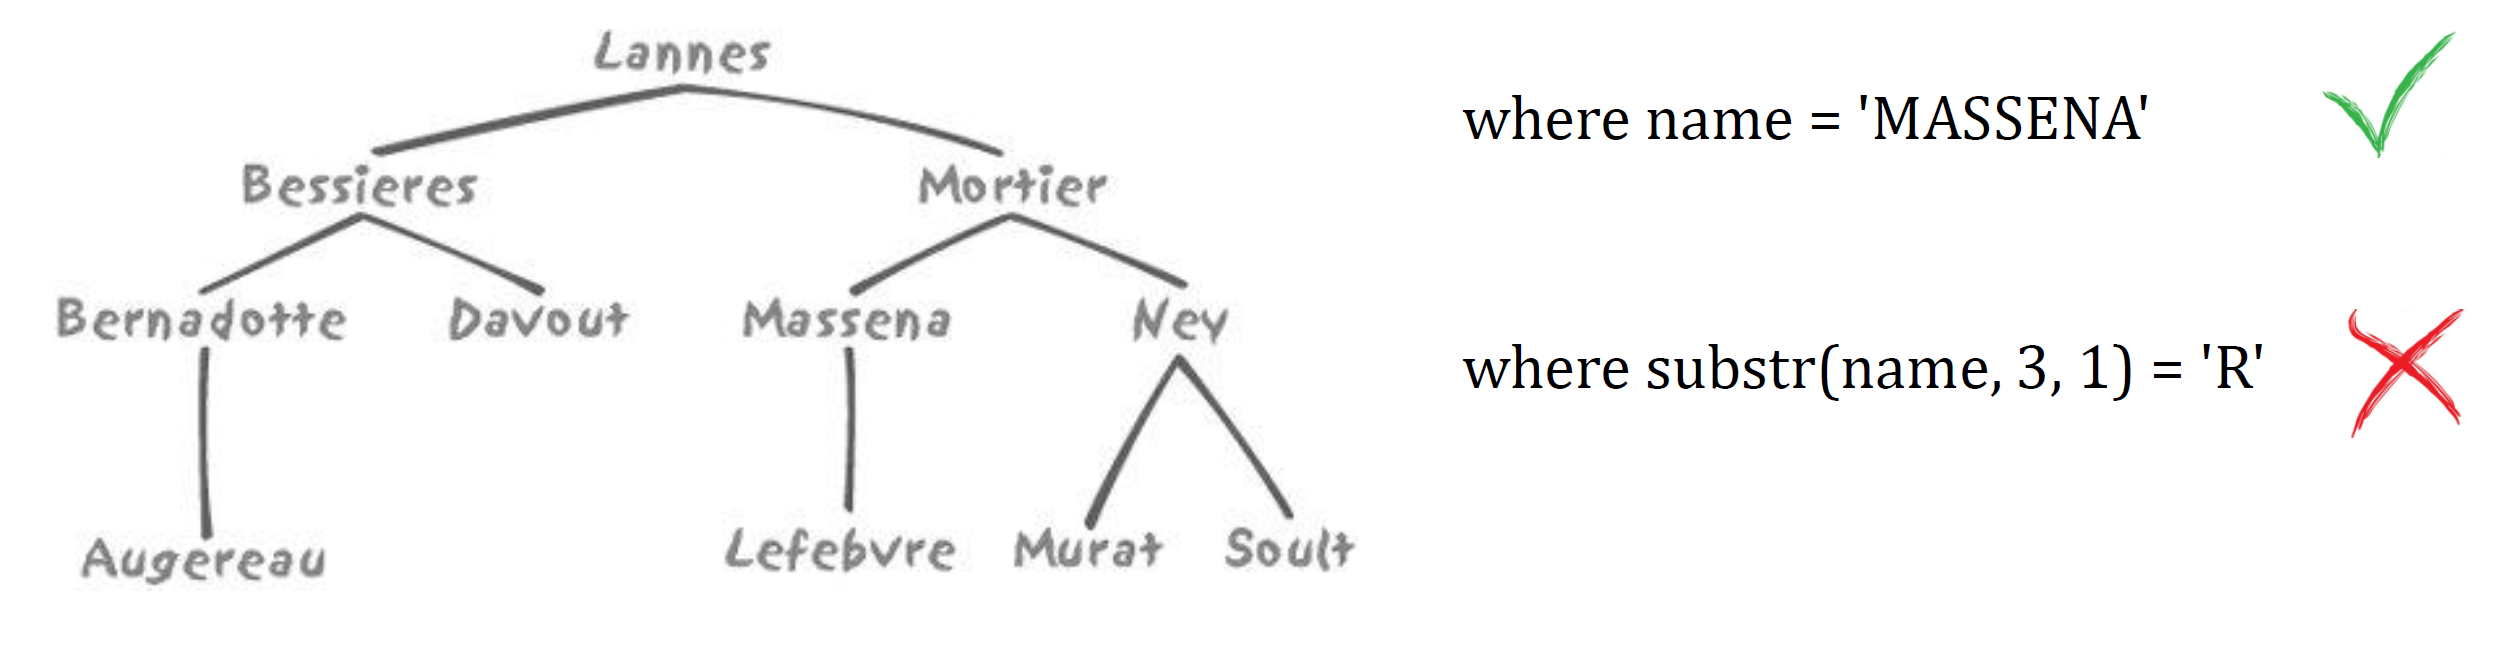 Lannes
Bessieres Mortier
Bernadotte Davout Massena Ney
Augereau Lefebvre Murat Soult
where name = 'MASSENA'
where substr(name, 3, 1) = 'R'